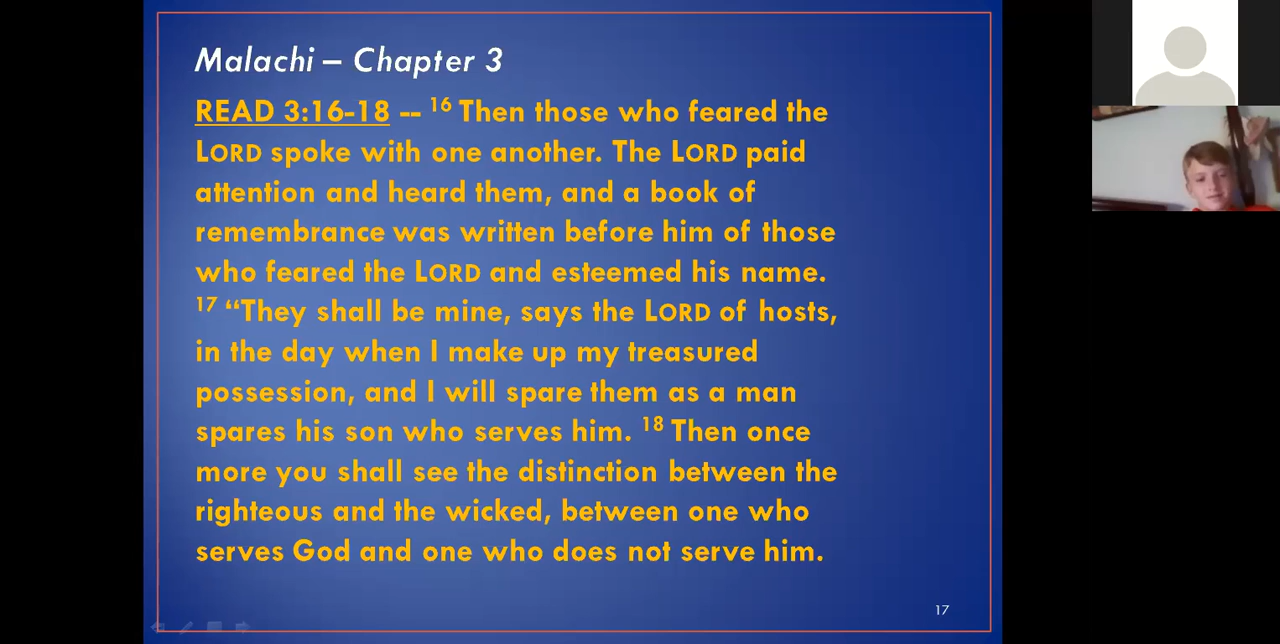 Malachi – Chapter 3
READ 3:16-18 -- 16 Then those who feared the
LORD spoke with one another. The LORD paid
attention and heard them, and a book of
remembrance was written before him of those
who feared the LORD and esteemed his name.
17 “They shall be mine, says the LORD of hosts,
in the day when I make up my treasured
possession, and I will spare them as a man
spares his son who serves him. 18 Then once
more you shall see the distinction between the
righteous and the wicked, between one who
serves God and one who does not serve him.
17